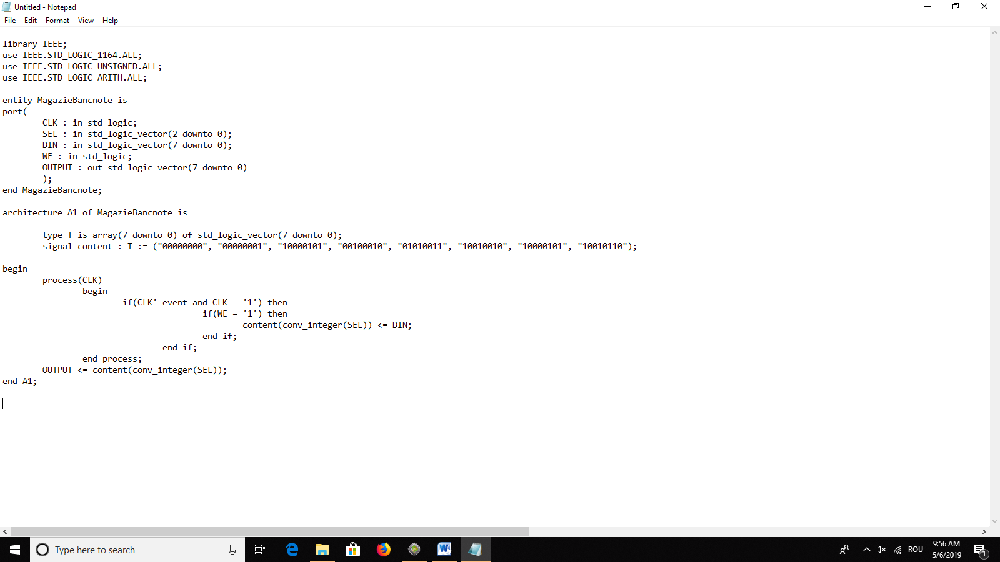 Untitled - Notepad
File Edit Format View Help
library IEEE;
use IEEE.STD_LOGIC_1164.ALL;
use IEEE.STD_LOGIC_UNSIGNED.ALL;
use IEEE.STD_LOGIC_ARITH.ALL;
entity MagazieBancnote is
port(
CLK : in std_logic;
SEL : in std_logic_vector(2 downto 0);
DIN : in std_logic_vector(7 downto 0);
WE : in std_logic;
OUTPUT : out std_logic_vector(7 downto 0)
);
end MagazieBancnote;
architecture A1 of MagazieBancnote is
type T is array(7 downto 0) of std_logic_vector(7 downto 0);
signal content : T := ("00000000", "00000001", "10000101", "00100010", "01010011", "10010010", "10000101", "10010110");
begin
process(CLK)
begin
if(CLK' event and CLK = '1') then
if(WE = '1') then
content(conv_integer(SEL)) <= DIN;
end if;
end if;
end process;
OUTPUT <= content(conv_integer(SEL));
end A1;
Type here to search
ROU
9:56 AM
5/6/2019
1